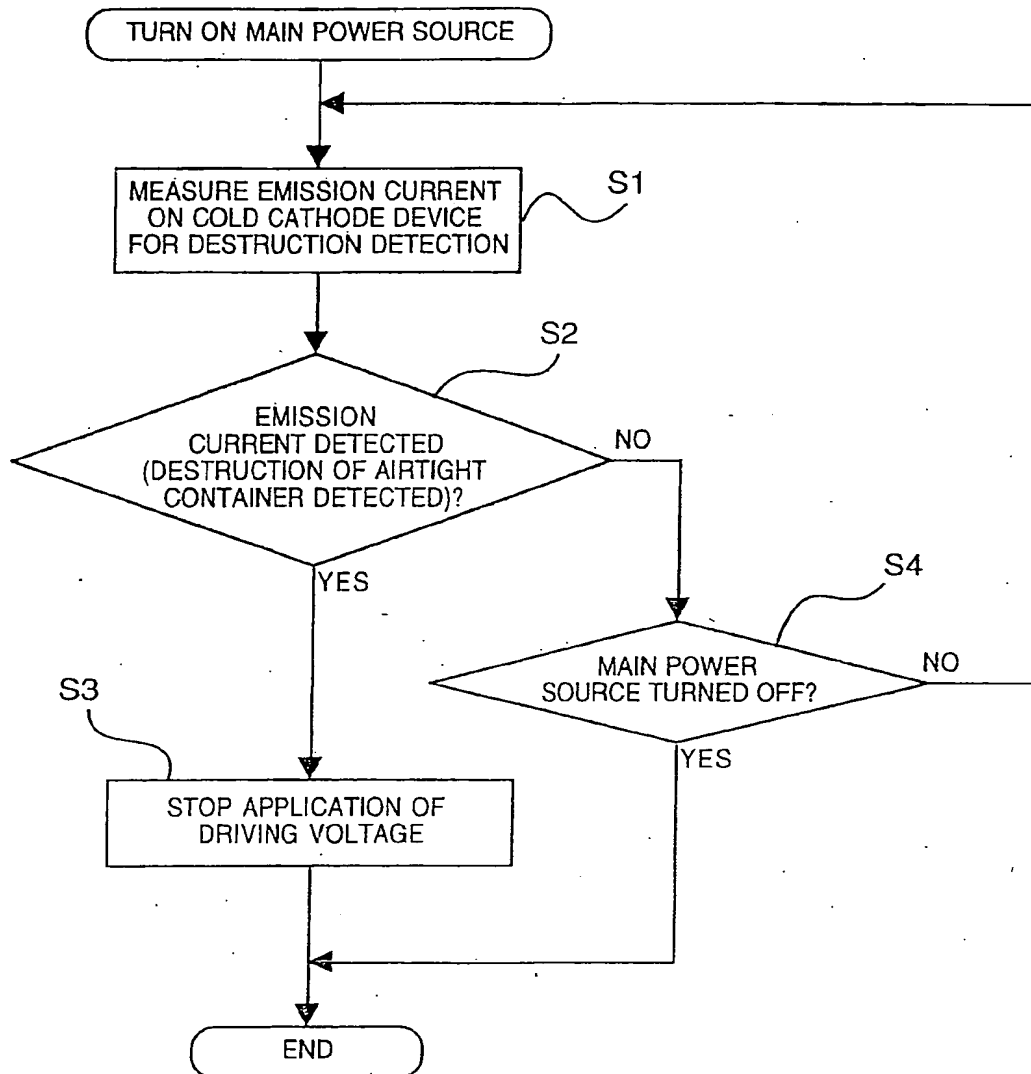 TURN ON MAIN POWER SOURCE
MEASURE EMISSION CURRENT
ON COLD CATHODE DEVICE
FOR DESTRUCTION DETECTION
S1
S2
EMISSION
CURRENT DETECTED
(DESTRUCTION OF AIRTIGHT
CONTAINER DETECTED)?
NO
YES
S4
MAIN POWER
SOURCE TURNED OFF?
NO
YES
S3
STOP APPLICATION OF
DRIVING VOLTAGE
END